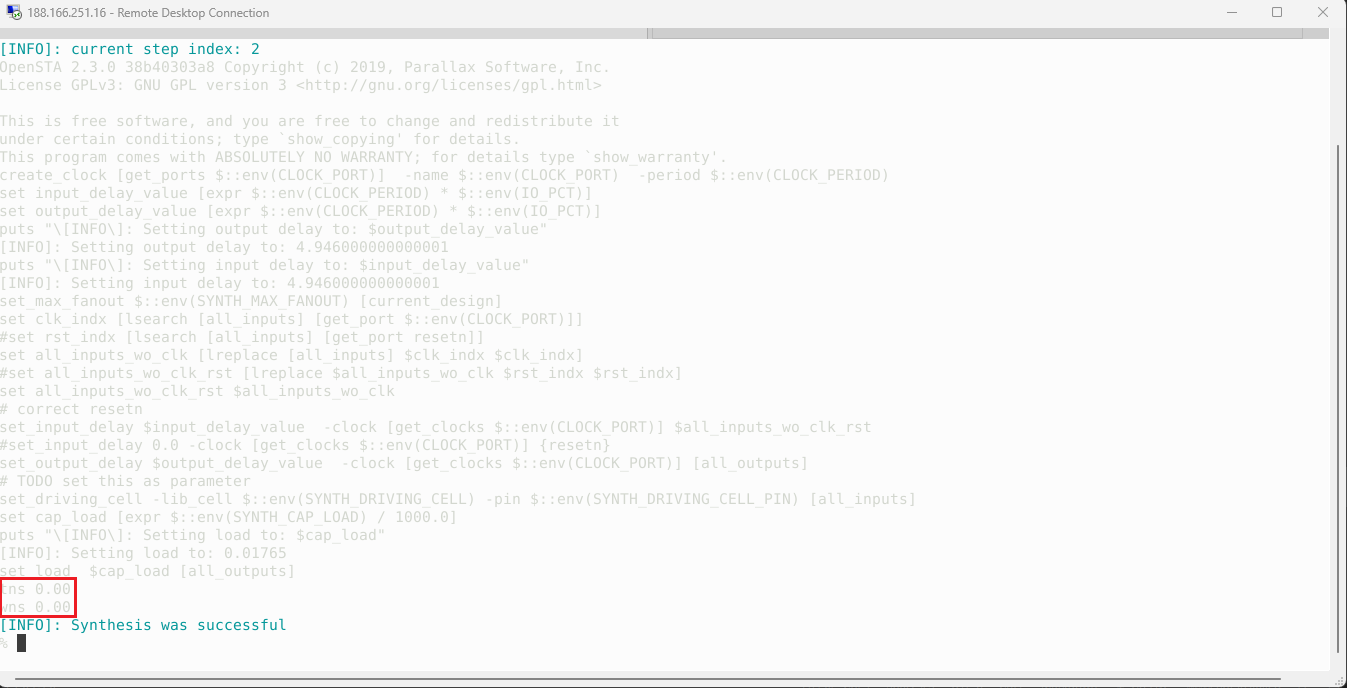 188.166.251.16 - Remote Desktop Connection
[INFO]: current step index: 2
OpenSTA 2.3.0 38b40303a8 Copyright (c) 2019, Parallax Software, Inc.
License GPLv3: GNU GPL version 3 <http://gnu.org/licenses/gpl.html>

This is free software, and you are free to change and redistribute it
under certain conditions; type `show_copying' for details.
This program comes with ABSOLUTELY NO WARRANTY; for details type `show_warranty'.
create_clock [get_ports $::env(CLOCK_PORT)]  -name $::env(CLOCK_PORT)  -period $::env(CLOCK_PERIOD)
set input_delay_value [expr $::env(CLOCK_PERIOD) * $::env(IO_PCT)]
set output_delay_value [expr $::env(CLOCK_PERIOD) * $::env(IO_PCT)]
puts "\[INFO\]: Setting output delay to: $output_delay_value"
[INFO]: Setting output delay to: 4.946000000000001
puts "\[INFO\]: Setting input delay to: $input_delay_value"
[INFO]: Setting input delay to: 4.946000000000001
set_max_fanout $::env(SYNTH_MAX_FANOUT) [current_design]
set clk_indx [lsearch [all_inputs] [get_port $::env(CLOCK_PORT)]]
#set rst_indx [lsearch [all_inputs] [get_port resetn]]
set all_inputs_wo_clk [lreplace [all_inputs] $clk_indx $clk_indx]
#set all_inputs_wo_clk_rst [lreplace $all_inputs_wo_clk $rst_indx $rst_indx]
set all_inputs_wo_clk_rst $all_inputs_wo_clk
# correct resetn
set_input_delay $input_delay_value  -clock [get_clocks $::env(CLOCK_PORT)] $all_inputs_wo_clk_rst
#set_input_delay 0.0 -clock [get_clocks $::env(CLOCK_PORT)] {resetn}
set_output_delay $output_delay_value  -clock [get_clocks $::env(CLOCK_PORT)] [all_outputs]
# TODO set this as parameter
set_driving_cell -lib_cell $::env(SYNTH_DRIVING_CELL) -pin $::env(SYNTH_DRIVING_CELL_PIN) [all_inputs]
set cap_load [expr $::env(SYNTH_CAP_LOAD) / 1000.0]
puts "\[INFO\]: Setting load to: $cap_load"
[INFO]: Setting load to: 0.01765
set_load  $cap_load [all_outputs]
tns 0.00
wns 0.00
[INFO]: Synthesis was successful
%